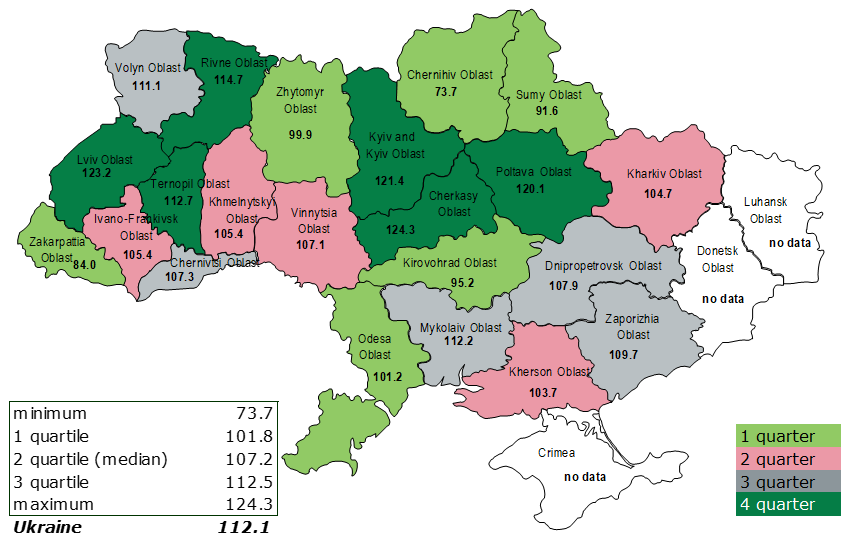 Volyn Oblast
111.1
Rivne Oblast
114.7
Zhytomyr
Oblast
99.9
Chernihiv Oblast
73.7
Sumy Oblast
91.6
Kyiv and
Kyiv Oblast
121.4
Lviv Oblast
123.2
Ternopil Oblast
112.7
Khmelnytskyi
Oblast
105.4
Ivano-Frankivsk
Oblast
105.4
Zakarpattia
Oblast
84.0
Chernivtsi Oblast
107.3
Vinnytsia
Oblast
107.1
Cherkasy
Oblast
124.3
Poltava Oblast
120.1
Kharkiv Oblast
104.7
Luhansk
Oblast
no data
Donetsk
Oblast
no data
Kirovohrad Oblast
95.2
Dnipropetrovsk Oblast
107.9
Zaporizhia
Oblast
109.7
Mykolaiv Oblast
112.2
Odesa
Oblast
101.2
Kherson Oblast
103.7
Crimea
no data
minimum 73.7
1 quartile 101.8
2 quartile (median) 107.2
3 quartile 112.5
maximum 124.3
Ukraine 112.1
1 quarter
2 quarter
3 quarter
4 quarter